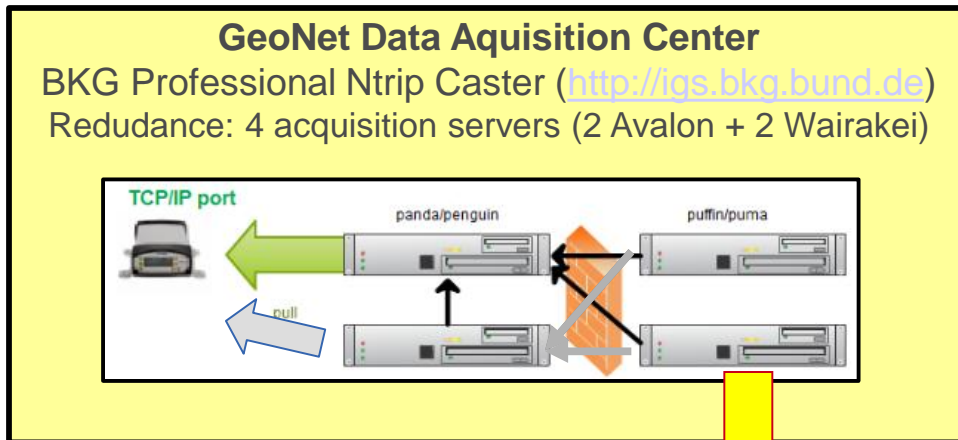 GeoNet Data Aquisition Center
BKG Professional Ntrip Caster (http://igs.bkg.bund.de)
Redudance: 4 acquisition servers (2 Avalon + 2 Wairakei)
TCP/IP port
panda/penguin
puffin/puma
pull